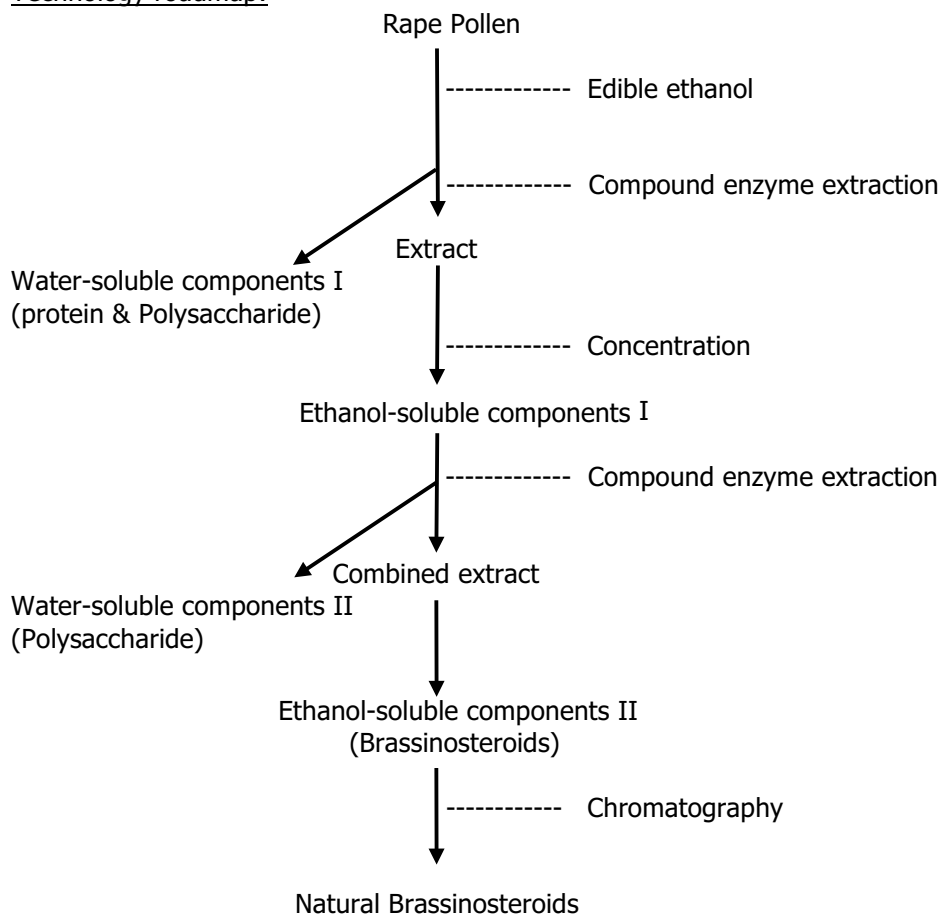 Technology roadmap:
Rape Pollen
Edible ethanol
Compound enzyme extraction
Extract
Water-soluble components I
(protein & Polysaccharide)
Concentration
Ethanol-soluble components I
Compound enzyme extraction
Combined extract
Water-soluble components II
(Polysaccharide)
Ethanol-soluble components II
(Brassinosteroids)
Chromatography
Natural Brassinosteroids